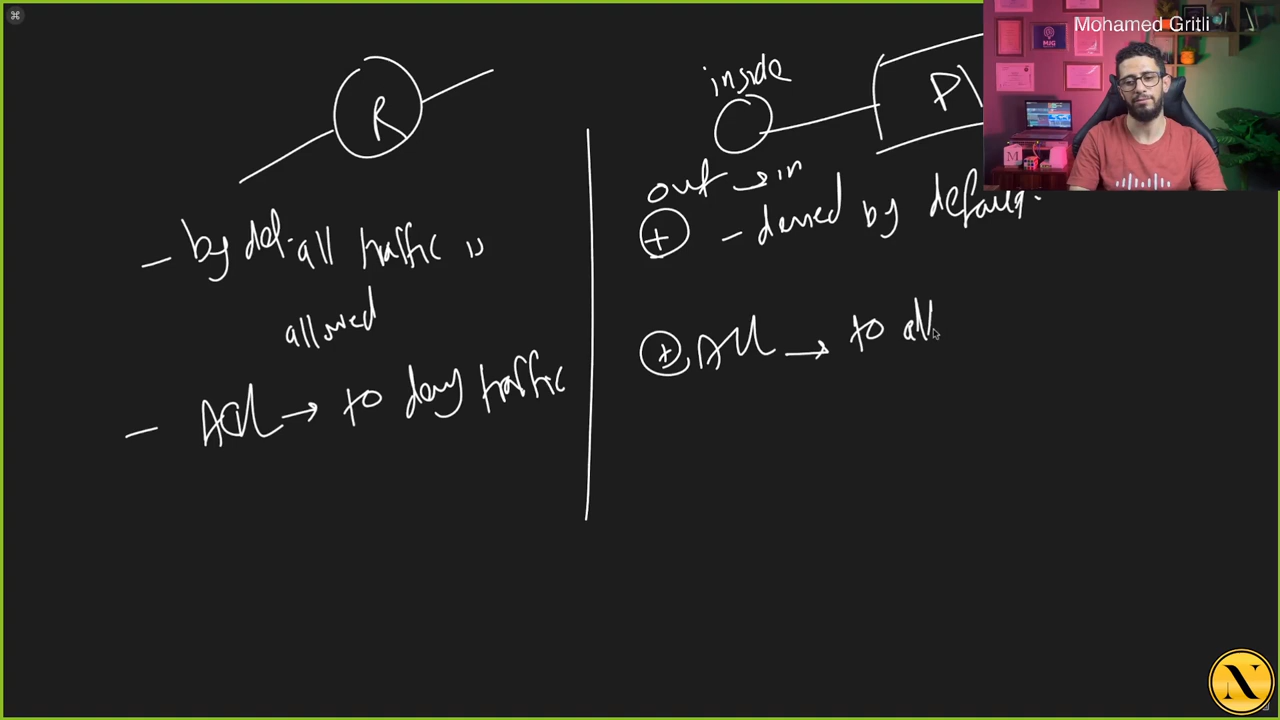 Mohamed Gritli
R
- by def. all traffic is
allowed
- ACL → to deny traffic
inside
out → in
+ - denied by default.
+ ACL → to all
N